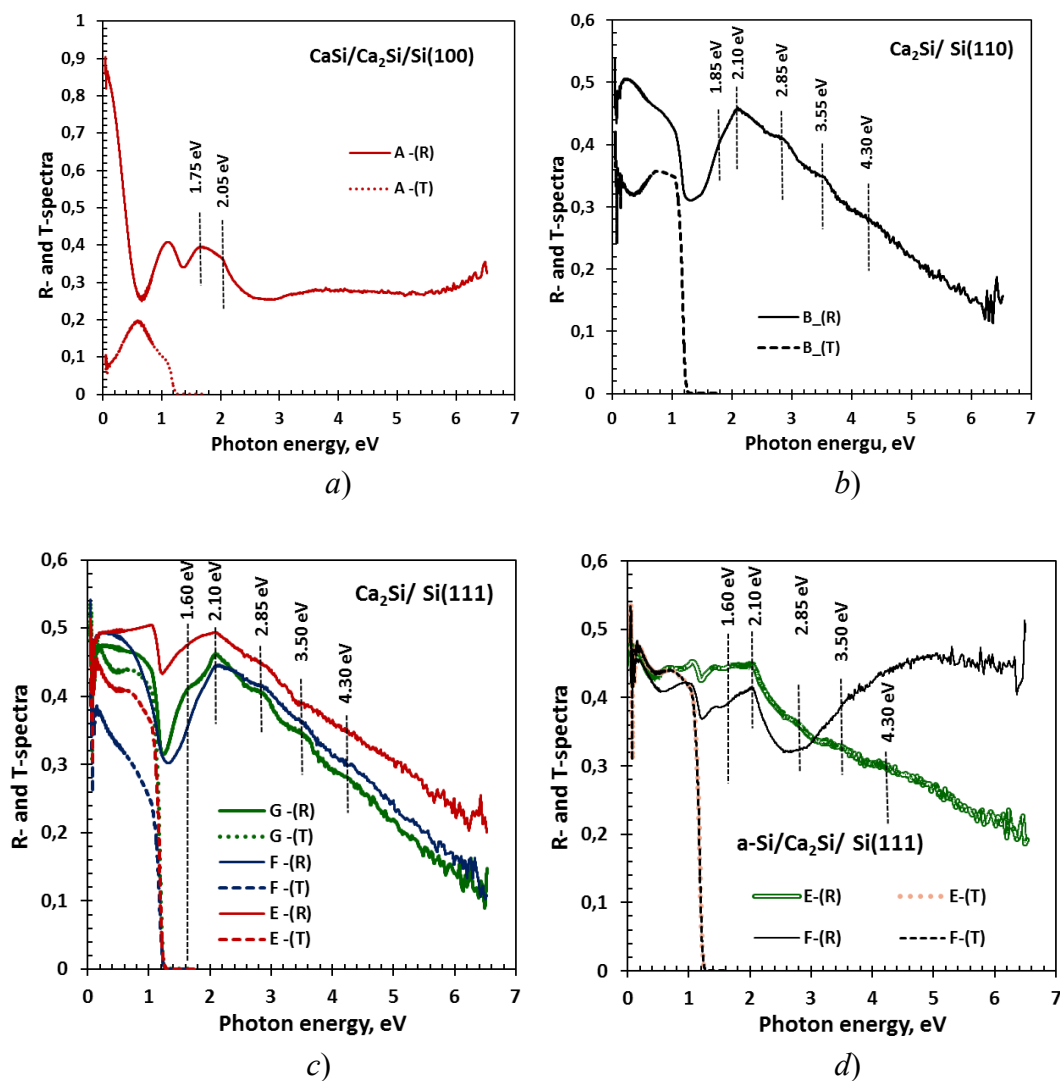 CaSi/Ca₂Si/Si(100)
R- and T-spectra
1
0,9
0,8
0,7
0,6
0,5
0,4
0,3
0,2
0,1
0
1.75 eV
2.05 eV
A -(R)
A -(T)
0 1 2 3 4 5 6 7
Photon energy, eV
a)
Ca₂Si/ Si(110)
R- and T-spectra
0,6
0,5
0,4
0,3
0,2
0,1
0
1.85 eV
2.10 eV
2.85 eV
3.55 eV
4.30 eV
B_(R)
B_(T)
0 1 2 3 4 5 6 7
Photon energu, eV
b)
Ca₂Si/ Si(111)
R- and T-spectra
0,6
0,5
0,4
0,3
0,2
0,1
0
1.60 eV
2.10 eV
2.85 eV
3.50 eV
4.30 eV
G -(R)
G -(T)
F -(R)
F -(T)
E -(R)
E -(T)
0 1 2 3 4 5 6 7
Photon energy, eV
c)
R- and T-spectra
0,6
0,5
0,4
0,3
0,2
0,1
0
1.60 eV
2.10 eV
2.85 eV
3.50 eV
4.30 eV
a-Si/Ca₂Si/ Si(111)
E-(R) E-(T)
F-(R) F-(T)
0 1 2 3 4 5 6 7
Photon energy, eV
d)